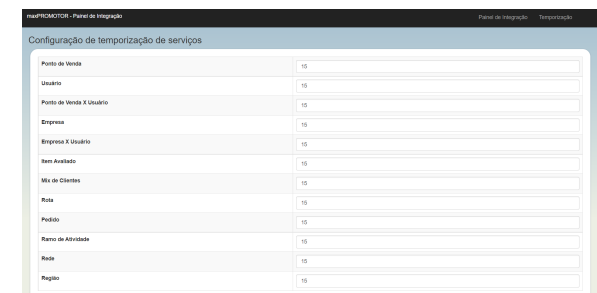 maxPROMOTOR - Painel de Integração Painel de Integração Temporização
Configuração de temporização de serviços
Ponto de Venda 15
Usuário 15
Ponto de Venda X Usuário 15
Empresa 15
Empresa X Usuário 15
Item Avaliado 15
Mix de Clientes 15
Rota 15
Pedido 15
Ramo de Atividade 15
Rede 15
Região 15